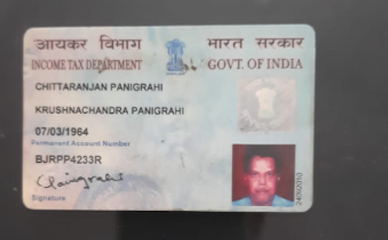 आयकर विभाग भारत सरकार
INCOME TAX DEPARTMENT GOVT. OF INDIA
CHITTARANJAN PANIGRAHI
KRUSHNACHANDRA PANIGRAHI
07/03/1964
Permanent Account Number
BJRPP4233R
Signature
24092010